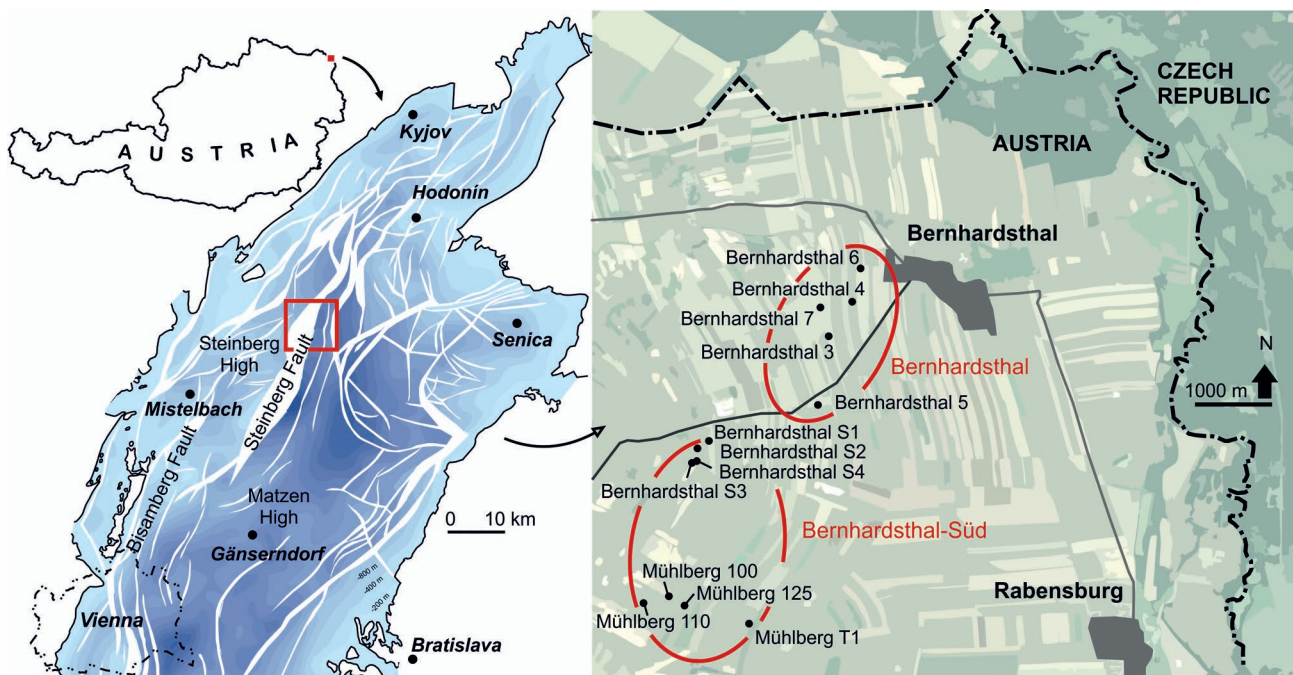 AUSTRIA
Kyjov
Hodonín
Steinberg
High
Senica
Mistelbach
Steinberg Fault
Bisamberg Fault
Matzen
High
0 10 km
Gänserndorf
-800 m
-400 m
-200 m
Vienna
Bratislava
CZECH
REPUBLIC
AUSTRIA
Bernhardsthal
Bernhardsthal 6
Bernhardsthal 4
Bernhardsthal 7
Bernhardsthal 3
Bernhardsthal
Bernhardsthal 5
N
1000 m
Bernhardsthal S1
Bernhardsthal S2
Bernhardsthal S4
Bernhardsthal S3
Bernhardsthal-Süd
Mühlberg 100
Mühlberg 125
Mühlberg 110
Mühlberg T1
Rabensburg